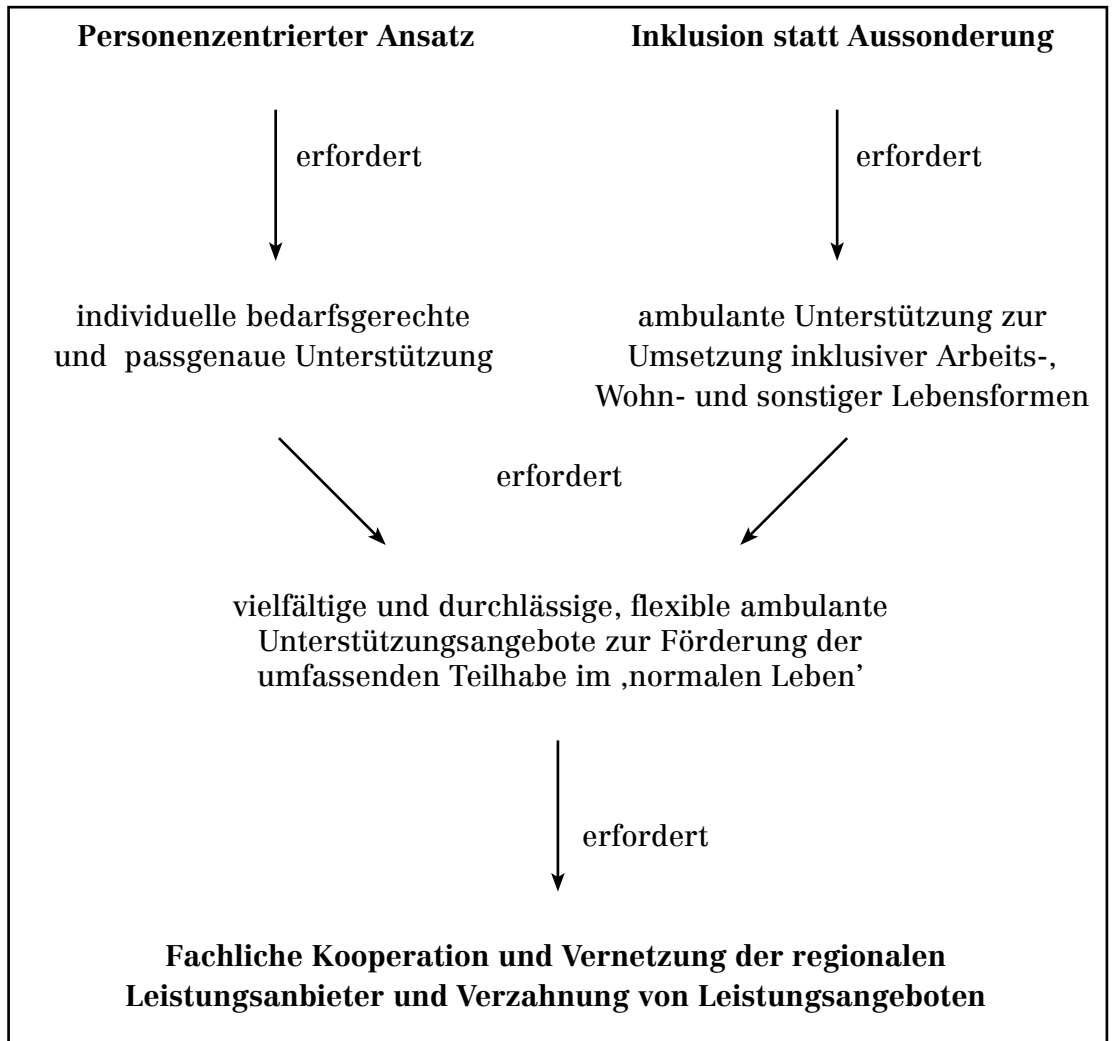 Personenzentrierter Ansatz
Inklusion statt Aussonderung
erfordert
erfordert
individuelle bedarfsgerechte
und passgenaue Unterstützung
ambulante Unterstützung zur
Umsetzung inklusiver Arbeits-,
Wohn- und sonstiger Lebensformen
erfordert
vielfältige und durchlässige, flexible ambulante
Unterstützungsangebote zur Förderung der
umfassenden Teilhabe im ‚normalen Leben’
erfordert
Fachliche Kooperation und Vernetzung der regionalen
Leistungsanbieter und Verzahnung von Leistungsangeboten